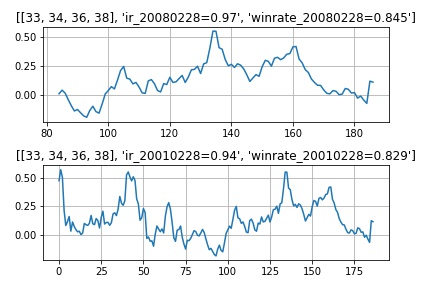 [[33, 34, 36, 38], 'ir_20080228=0.97', 'winrate_20080228=0.845']
0.50
0.25
0.00
80 100 120 140 160 180
[[33, 34, 36, 38], 'ir_20010228=0.94', 'winrate_20010228=0.829']
0.50
0.25
0.00
0 25 50 75 100 125 150 175